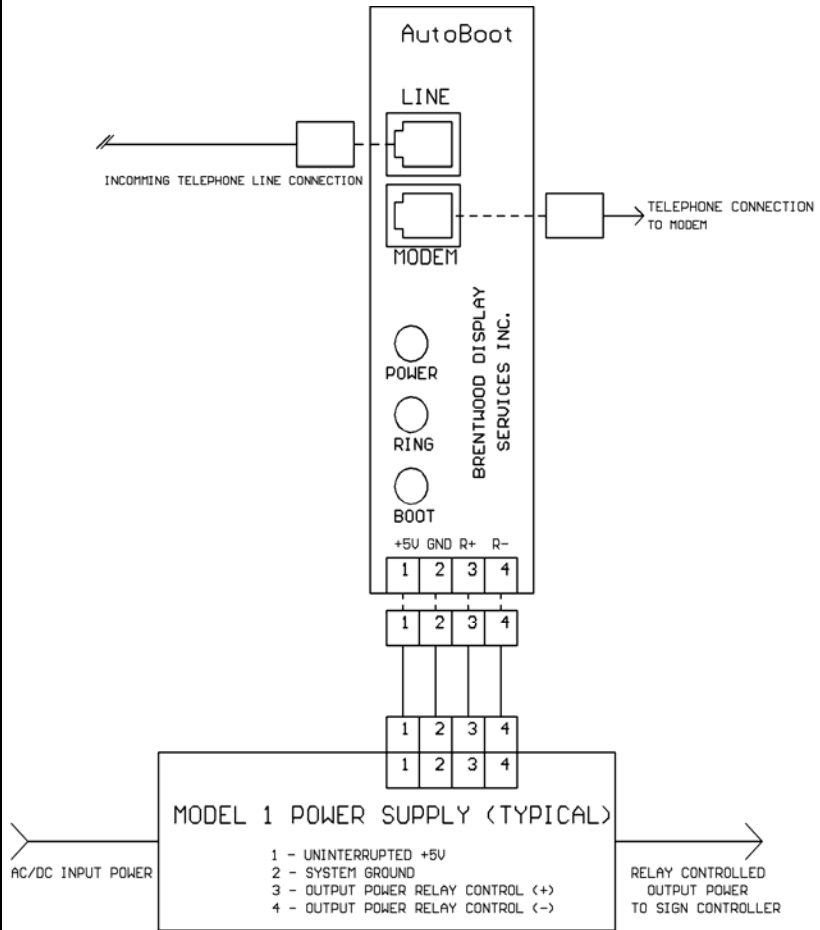 AutoBoot
LINE
INCOMMING TELEPHONE LINE CONNECTION
TELEPHONE CONNECTION
TO MODEM
MODEM
BRENTWOOD DISPLAY
SERVICES INC.
POWER
RING
BOOT
+5V GND R+ R-
1 2 3 4
1 2 3 4
1 2 3 4
1 2 3 4
MODEL 1 POWER SUPPLY (TYPICAL)
1 - UNINTERRUPTED +5V
2 - SYSTEM GROUND
3 - OUTPUT POWER RELAY CONTROL (+)
4 - OUTPUT POWER RELAY CONTROL (-)
AC/DC INPUT POWER
RELAY CONTROLLED
OUTPUT POWER
TO SIGN CONTROLLER